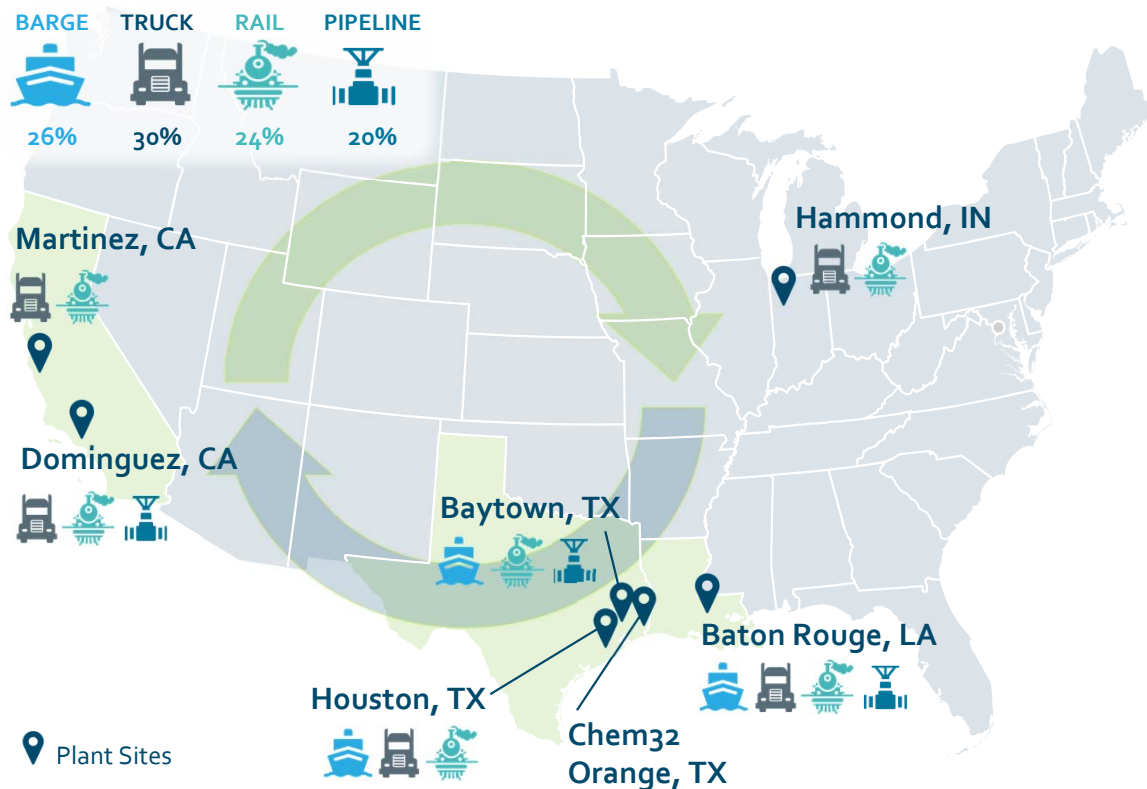 BARGE TRUCK RAIL PIPELINE
26% 30% 24% 20%
Martinez, CA
Hammond, IN
Dominguez, CA
Baytown, TX
Baton Rouge, LA
Houston, TX
Chem32
Orange, TX
Plant Sites